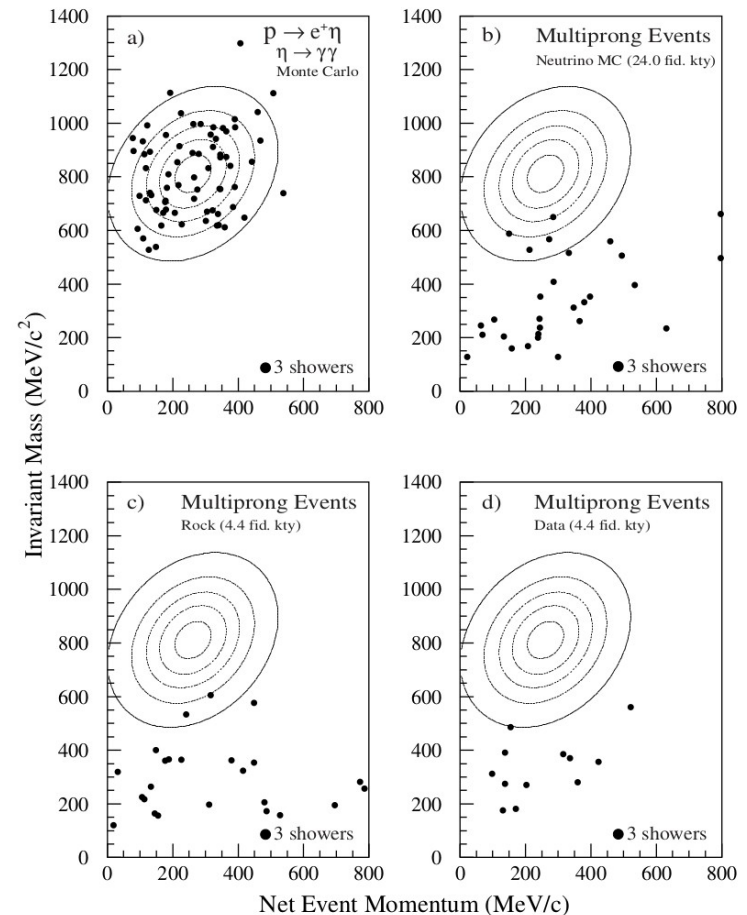 a)
p → e⁺η
η → γγ
Monte Carlo
1400
1200
1000
800
600
400
200
0
0 200 400 600 800
3 showers
b)
Multiprong Events
Neutrino MC (24.0 fid. kty)
1400
1200
1000
800
600
400
200
0
0 200 400 600 800
3 showers
Invariant Mass (MeV/c²)
c)
Multiprong Events
Rock (4.4 fid. kty)
1400
1200
1000
800
600
400
200
0
0 200 400 600 800
3 showers
d)
Multiprong Events
Data (4.4 fid. kty)
1400
1200
1000
800
600
400
200
0
0 200 400 600 800
3 showers
Net Event Momentum (MeV/c)